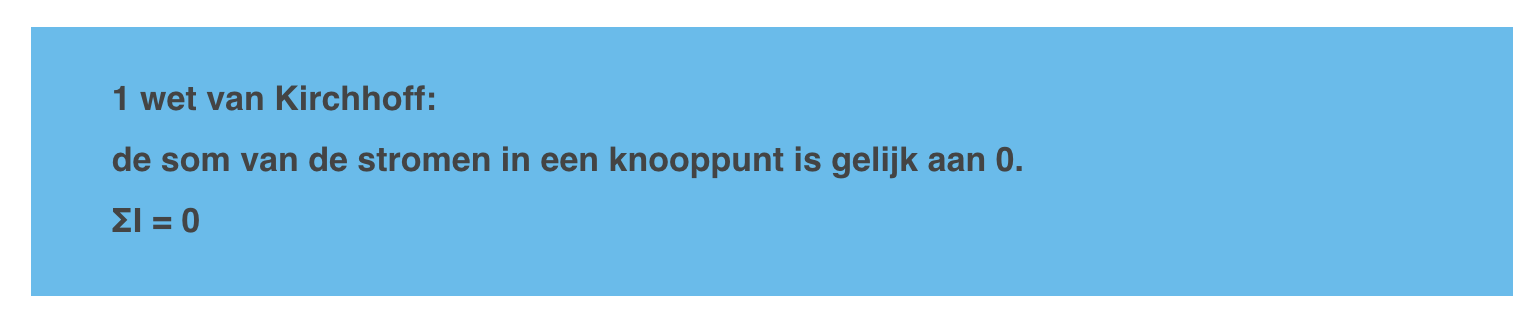 1 wet van Kirchhoff:
de som van de stromen in een knooppunt is gelijk aan 0.
ΣI = 0